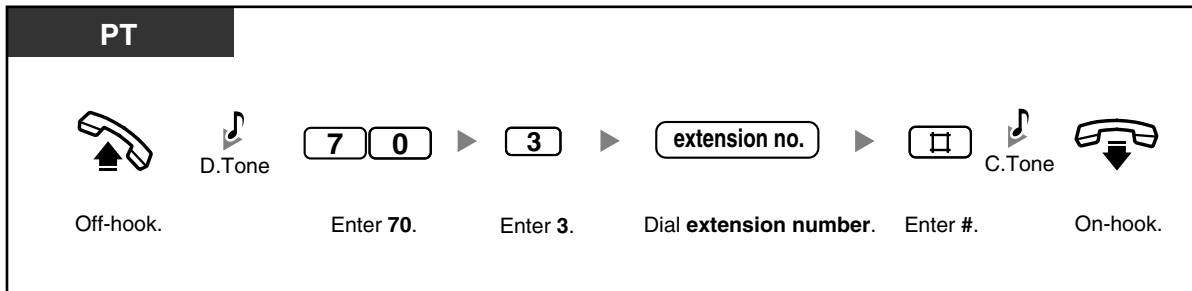 PT
D.Tone
7 0
3
extension no.
#
C.Tone
Off-hook.
Enter 70.
Enter 3.
Dial extension number.
Enter #.
On-hook.